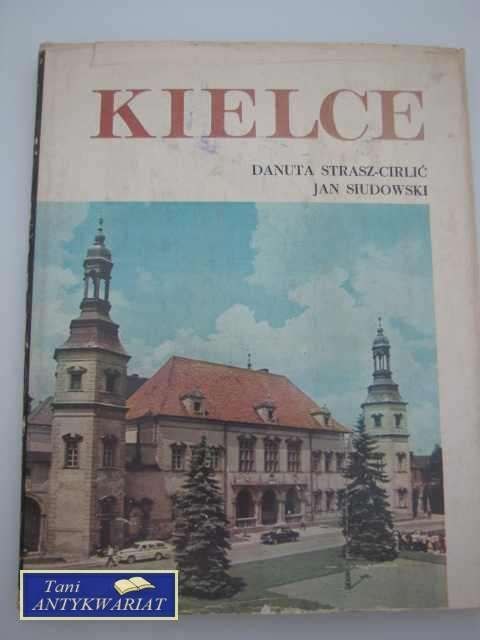 KIELCE
DANUTA STRASZ-CIRLIĆ
JAN SIUDOWSKI
Tani
ANTYKWARIAT